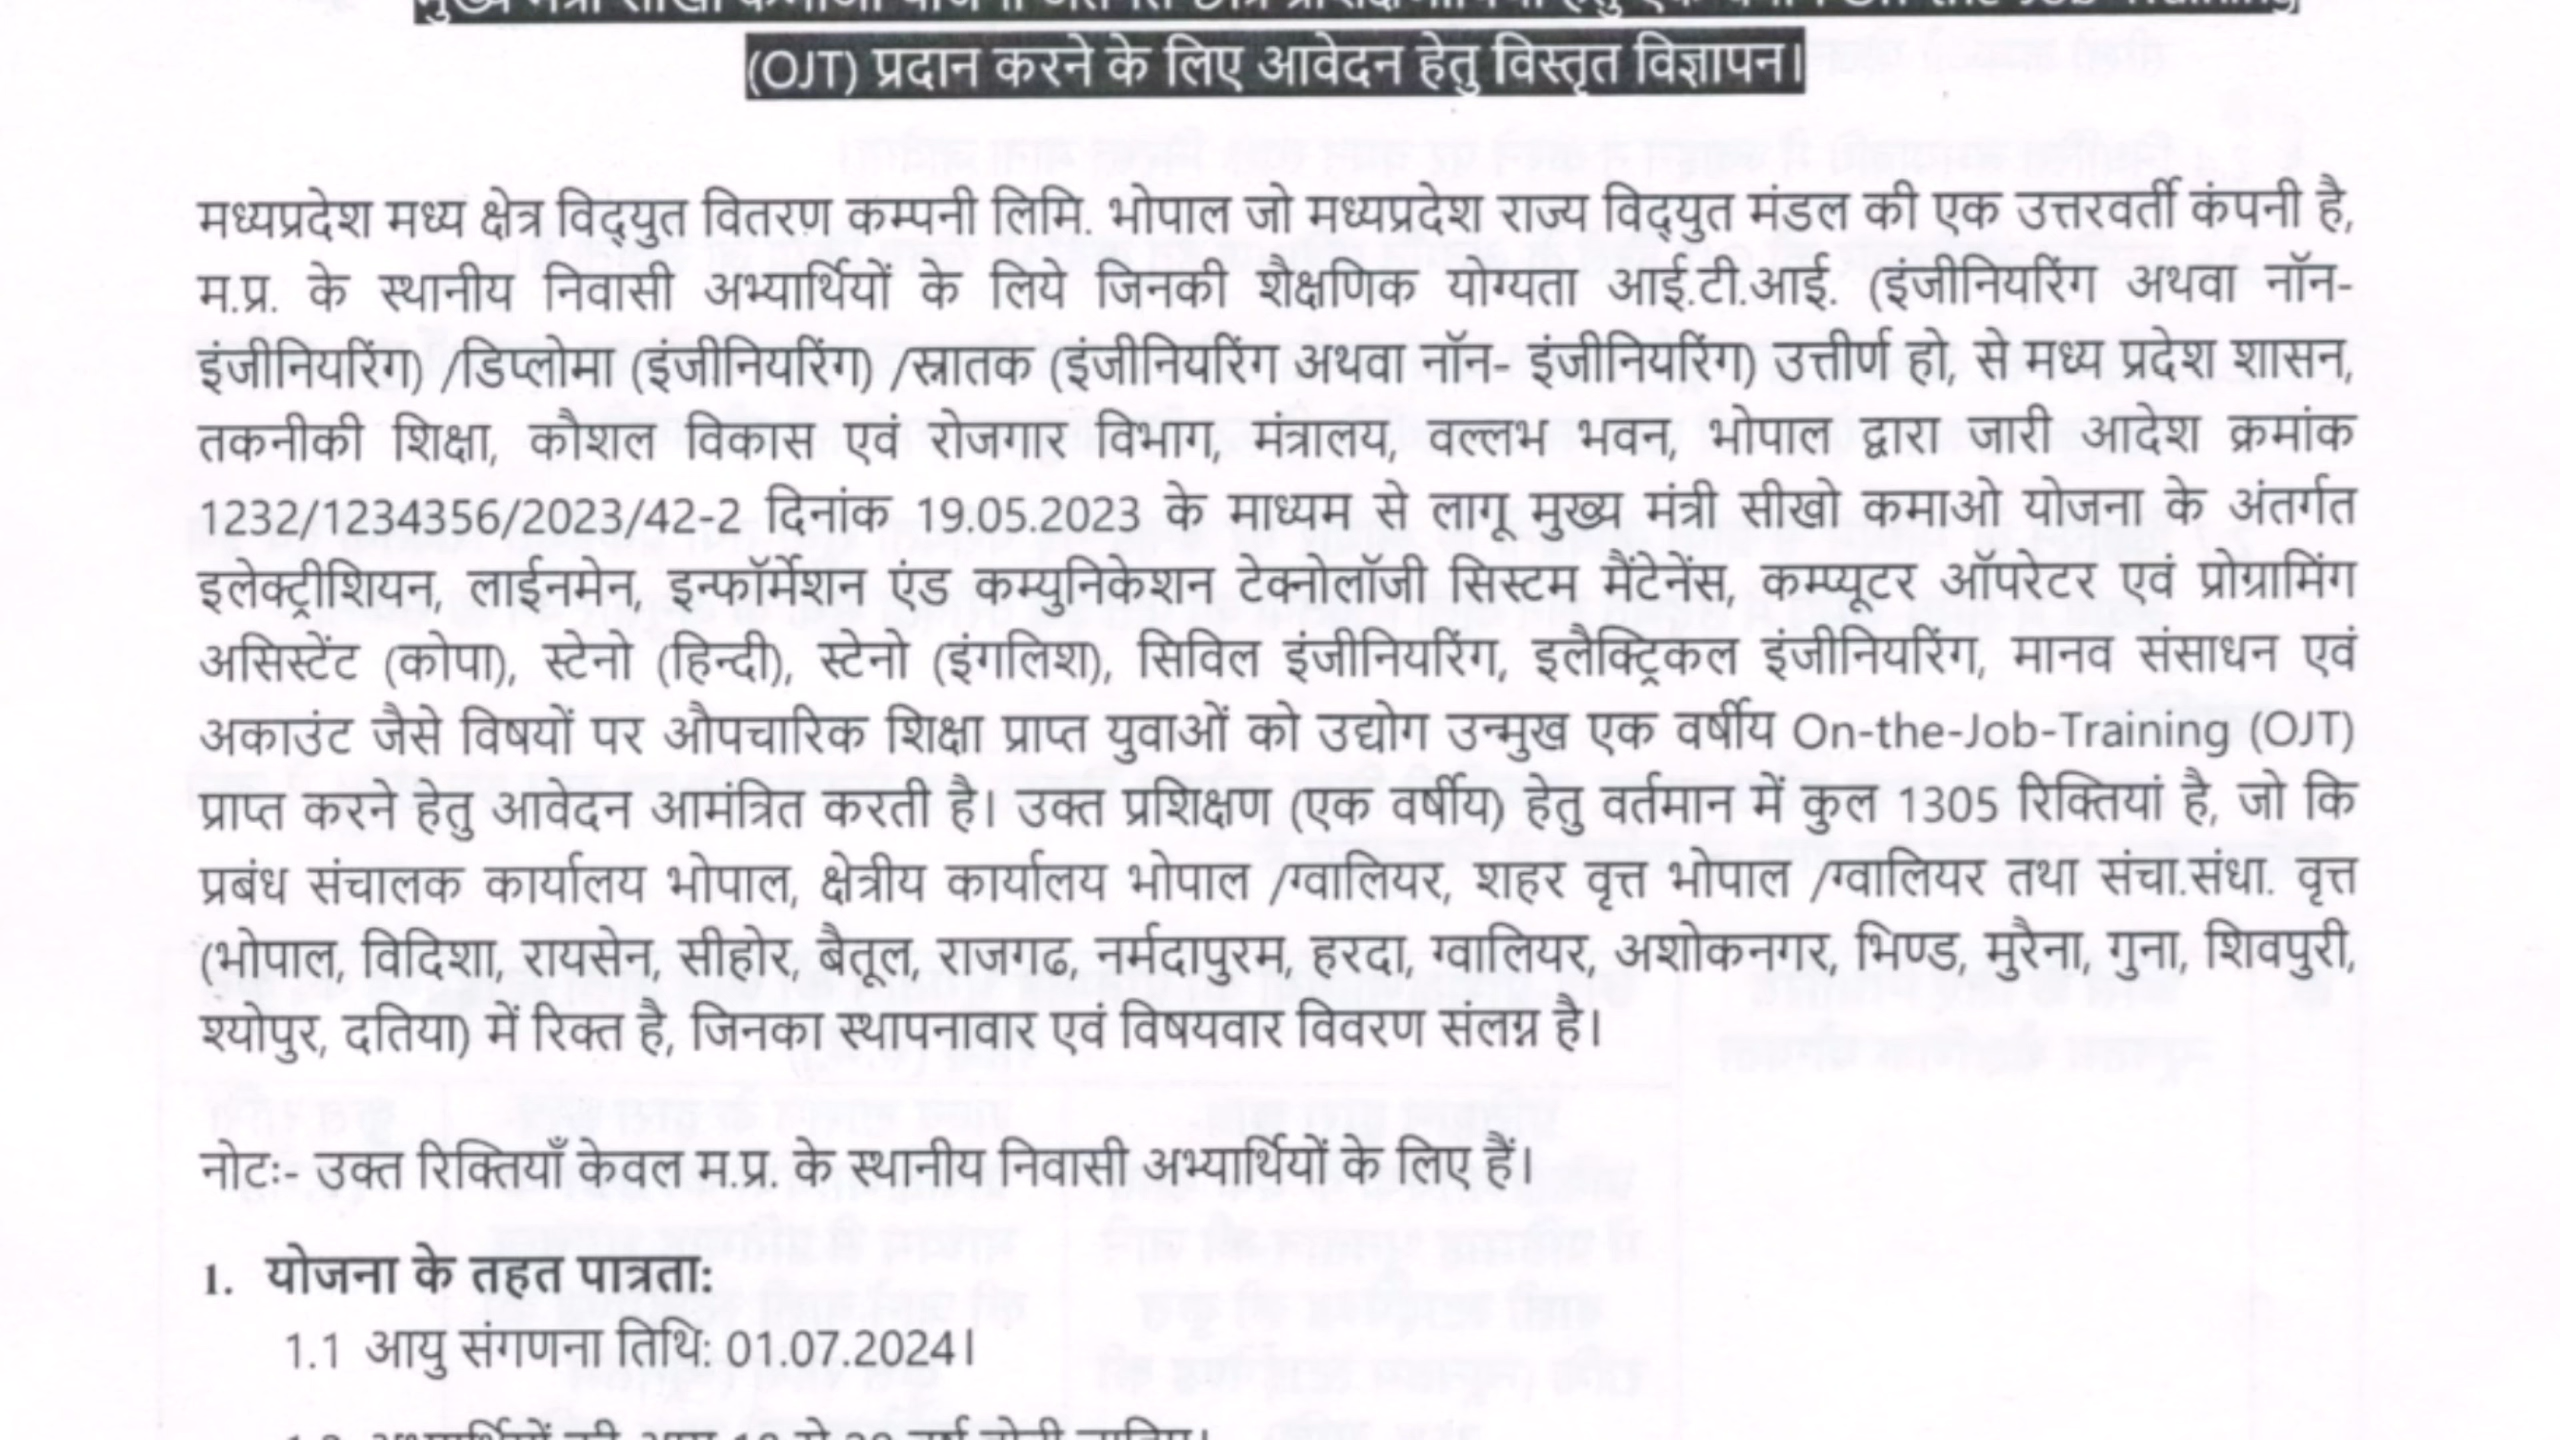 (OJT) प्रदान करने के लिए आवेदन हेतु विस्तृत विज्ञापन।
मध्यप्रदेश मध्य क्षेत्र विद्युत वितरण कम्पनी लिमि. भोपाल जो मध्यप्रदेश राज्य विद्युत मंडल की एक उत्तरवर्ती कंपनी है,
म.प्र. के स्थानीय निवासी अभ्यार्थियों के लिये जिनकी शैक्षणिक योग्यता आई.टी.आई. (इंजीनियरिंग अथवा नॉन-
इंजीनियरिंग) /डिप्लोमा (इंजीनियरिंग) /स्नातक (इंजीनियरिंग अथवा नॉन- इंजीनियरिंग) उत्तीर्ण हो, से मध्य प्रदेश शासन,
तकनीकी शिक्षा, कौशल विकास एवं रोजगार विभाग, मंत्रालय, वल्लभ भवन, भोपाल द्वारा जारी आदेश क्रमांक
1232/1234356/2023/42-2 दिनांक 19.05.2023 के माध्यम से लागू मुख्य मंत्री सीखो कमाओ योजना के अंतर्गत
इलेक्ट्रीशियन, लाईनमेन, इन्फॉर्मेशन एंड कम्युनिकेशन टेक्नोलॉजी सिस्टम मैंटेनेंस, कम्प्यूटर ऑपरेटर एवं प्रोग्रामिंग
असिस्टेंट (कोपा), स्टेनो (हिन्दी), स्टेनो (इंगलिश), सिविल इंजीनियरिंग, इलैक्ट्रिकल इंजीनियरिंग, मानव संसाधन एवं
अकाउंट जैसे विषयों पर औपचारिक शिक्षा प्राप्त युवाओं को उद्योग उन्मुख एक वर्षीय On-the-Job-Training (OJT)
प्राप्त करने हेतु आवेदन आमंत्रित करती है। उक्त प्रशिक्षण (एक वर्षीय) हेतु वर्तमान में कुल 1305 रिक्तियां है, जो कि
प्रबंध संचालक कार्यालय भोपाल, क्षेत्रीय कार्यालय भोपाल /ग्वालियर, शहर वृत्त भोपाल /ग्वालियर तथा संचा.संधा. वृत्त
(भोपाल, विदिशा, रायसेन, सीहोर, बैतूल, राजगढ, नर्मदापुरम, हरदा, ग्वालियर, अशोकनगर, भिण्ड, मुरैना, गुना, शिवपुरी,
श्योपुर, दतिया) में रिक्त है, जिनका स्थापनावार एवं विषयवार विवरण संलग्न है।
नोटः- उक्त रिक्तियाँ केवल म.प्र. के स्थानीय निवासी अभ्यार्थियों के लिए हैं।
1. योजना के तहत पात्रता:
1.1 आयु संगणना तिथि: 01.07.2024।